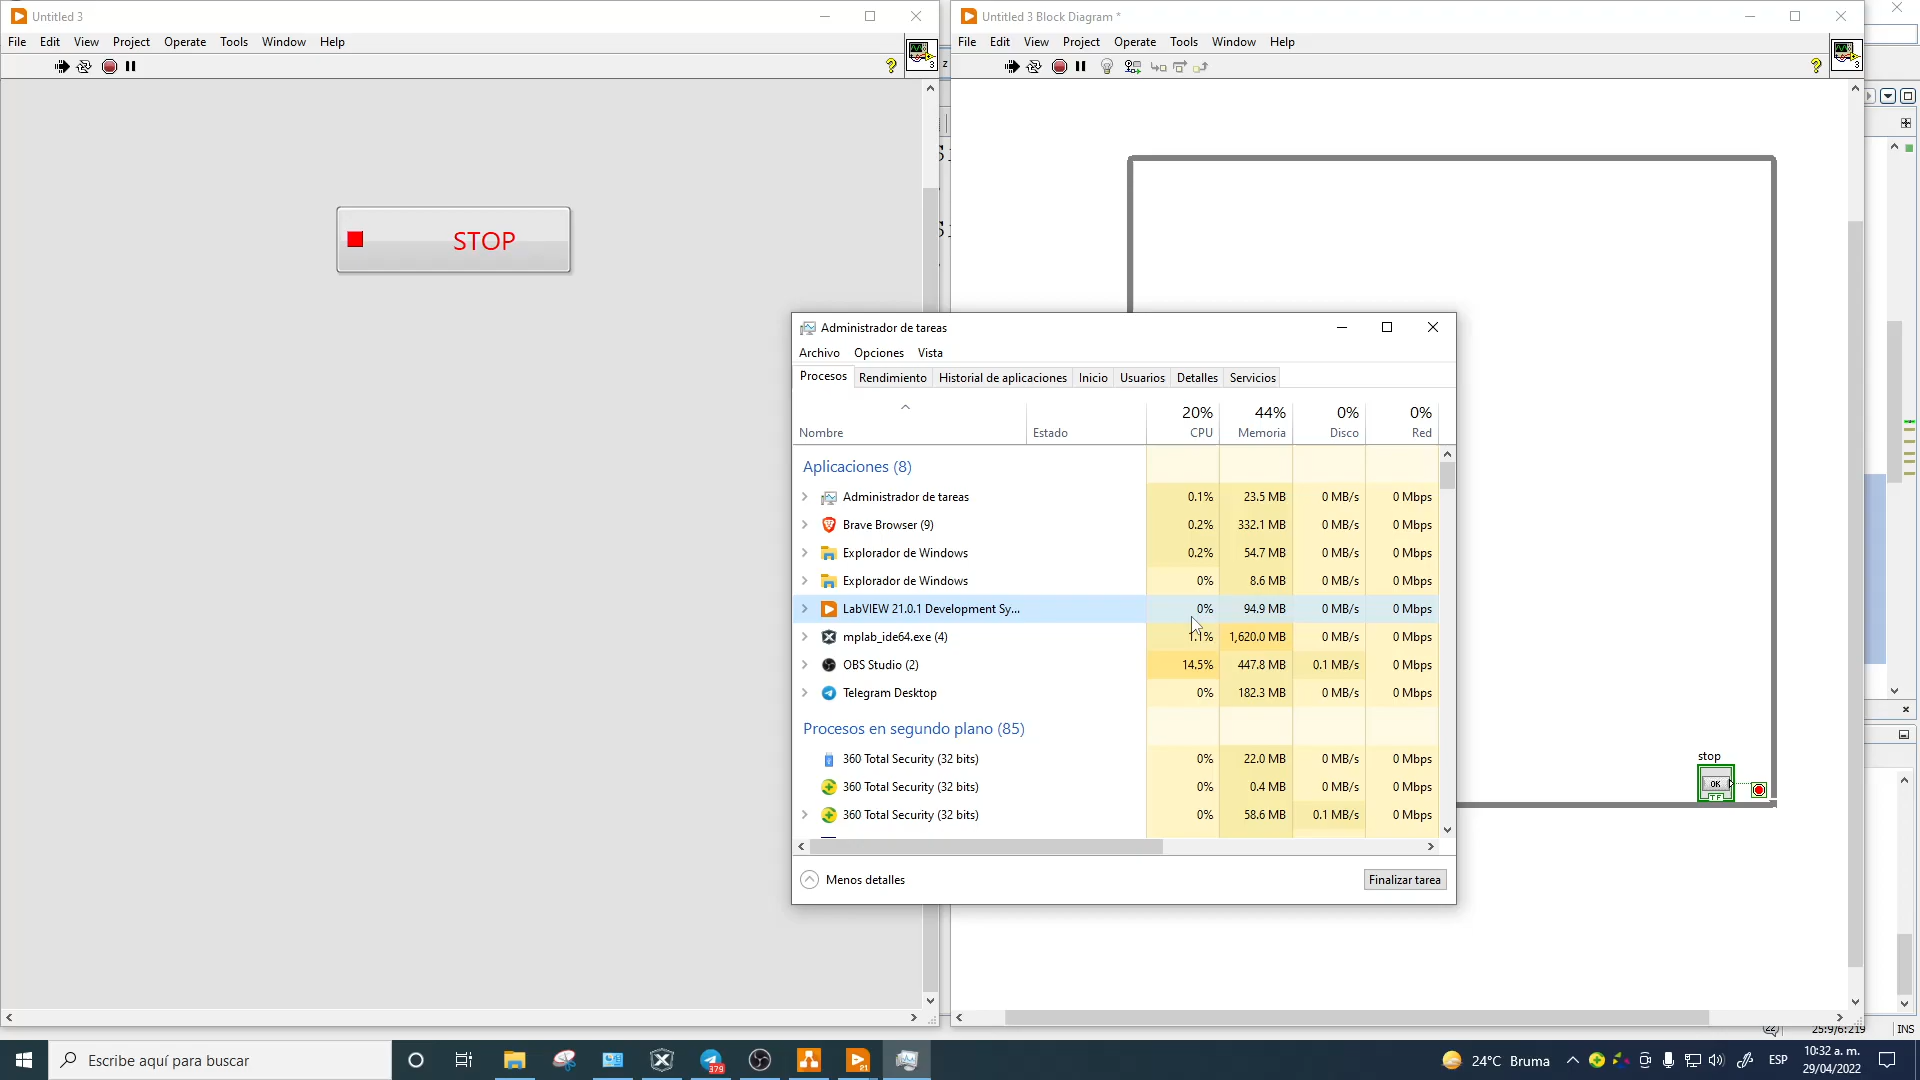 Untitled 3
File Edit View Project Operate Tools Window Help
3
STOP
Untitled 3 Block Diagram *
File Edit View Project Operate Tools Window Help
3
stop
OK
TF
Administrador de tareas
Archivo Opciones Vista
Procesos Rendimiento Historial de aplicaciones Inicio Usuarios Detalles Servicios
20% 44% 0% 0%
Nombre Estado CPU Memoria Disco Red
Aplicaciones (8)
Administrador de tareas 0.1% 23.5 MB 0 MB/s 0 Mbps
Brave Browser (9) 0.2% 332.1 MB 0 MB/s 0 Mbps
Explorador de Windows 0.2% 54.7 MB 0 MB/s 0 Mbps
Explorador de Windows 0% 8.6 MB 0 MB/s 0 Mbps
LabVIEW 21.0.1 Development Sy... 0% 94.9 MB 0 MB/s 0 Mbps
mplab_ide64.exe (4) 1.1% 1,620.0 MB 0 MB/s 0 Mbps
OBS Studio (2) 14.5% 447.8 MB 0.1 MB/s 0 Mbps
Telegram Desktop 0% 182.3 MB 0 MB/s 0 Mbps
Procesos en segundo plano (85)
360 Total Security (32 bits) 0% 22.0 MB 0 MB/s 0 Mbps
360 Total Security (32 bits) 0% 0.4 MB 0 MB/s 0 Mbps
360 Total Security (32 bits) 0% 58.6 MB 0.1 MB/s 0 Mbps
Menos detalles Finalizar tarea
25:9/6:219 INS
Escribe aquí para buscar
379
21
24°C Bruma
ESP
10:32 a. m.
29/04/2022